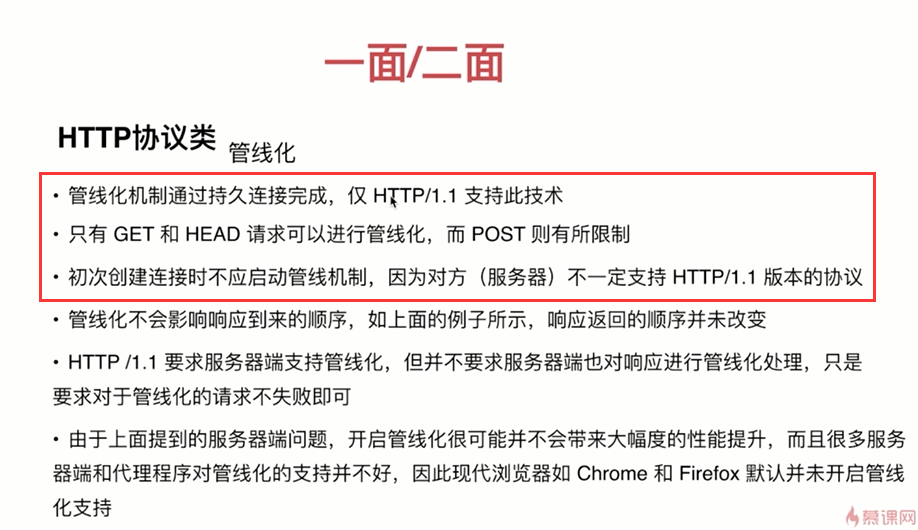 一面/二面
HTTP协议类
管线化
• 管线化机制通过持久连接完成，仅 HTTP/1.1 支持此技术
• 只有 GET 和 HEAD 请求可以进行管线化，而 POST 则有所限制
• 初次创建连接时不应启动管线机制，因为对方（服务器）不一定支持 HTTP/1.1 版本的协议
• 管线化不会影响响应到来的顺序，如上面的例子所示，响应返回的顺序并未改变
• HTTP /1.1 要求服务器端支持管线化，但并不要求服务器端也对响应进行管线化处理，只是
要求对于管线化的请求不失败即可
• 由于上面提到的服务器端问题，开启管线化很可能并不会带来大幅度的性能提升，而且很多服务
器端和代理程序对管线化的支持并不好，因此现代浏览器如 Chrome 和 Firefox 默认并未开启管线
化支持
慕课网